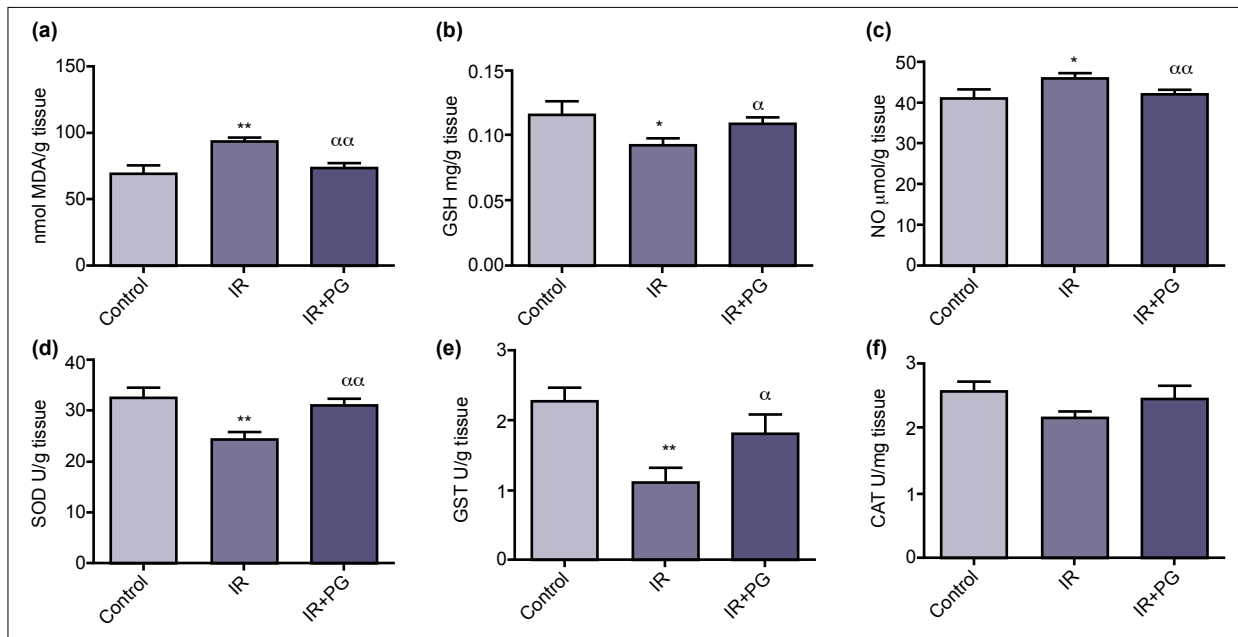 (a)
nmol MDA/g tissue
150
100
50
0
**
αα
Control
IR
IR+PG
(b)
GSH mg/g tissue
0.15
0.10
0.05
0.00
*
α
Control
IR
IR+PG
(c)
NO μmol/g tissue
50
40
30
20
10
0
*
αα
Control
IR
IR+PG
(d)
SOD U/g tissue
40
30
20
10
0
**
αα
Control
IR
IR+PG
(e)
GST U/g tissue
3
2
1
0
**
α
Control
IR
IR+PG
(f)
CAT U/mg tissue
3
2
1
0
Control
IR
IR+PG